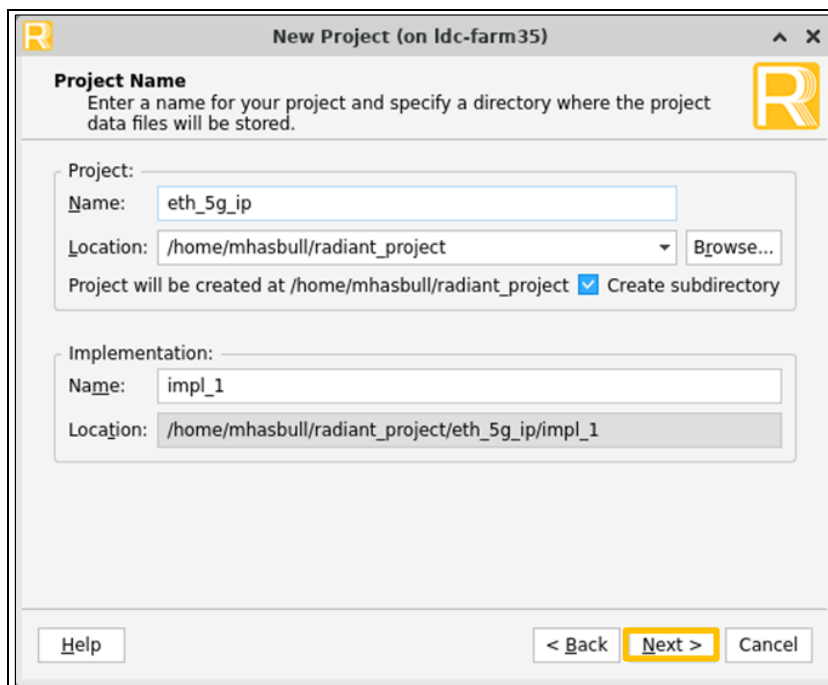 New Project (on ldc-farm35)
Project Name
Enter a name for your project and specify a directory where the project
data files will be stored.
Project:
Name: eth_5g_ip
Location: /home/mhasbull/radiant_project Browse...
Project will be created at /home/mhasbull/radiant_project Create subdirectory
Implementation:
Name: impl_1
Location: /home/mhasbull/radiant_project/eth_5g_ip/impl_1
Help < Back Next > Cancel